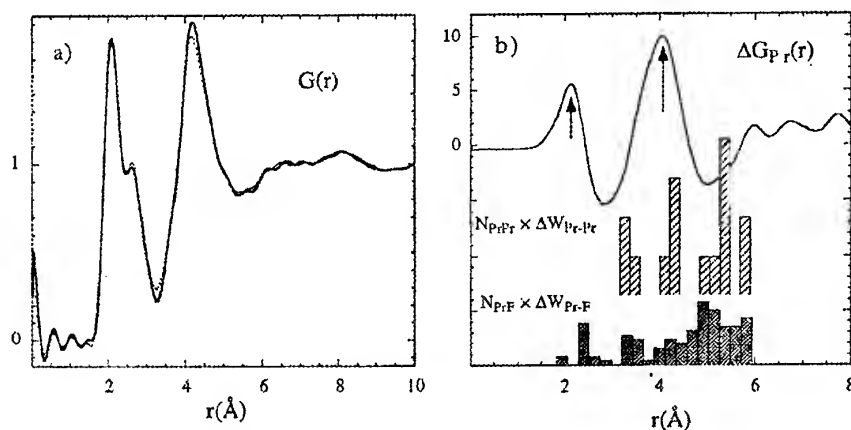 a)
G(r)
1
0
0
2
4
6
8
10
r(Å)
b)
ΔG_Pr(r)
10
5
0
N_PrPr × ΔW_Pr-Pr
N_PrF × ΔW_Pr-F
2
4
6
8
r(Å)